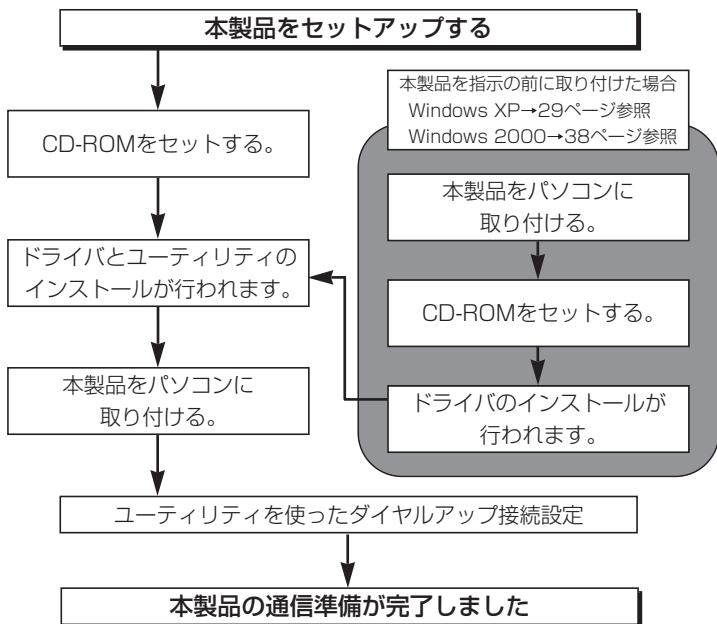 本製品をセットアップする
CD-ROMをセットする。
ドライバとユーティリティの
インストールが行われます。
本製品をパソコンに
取り付ける。
本製品を指示の前に取り付けた場合
Windows XP→29ページ参照
Windows 2000→38ページ参照
本製品をパソコンに
取り付ける。
CD-ROMをセットする。
ドライバのインストールが
行われます。
ユーティリティを使ったダイヤルアップ接続設定
本製品の通信準備が完了しました